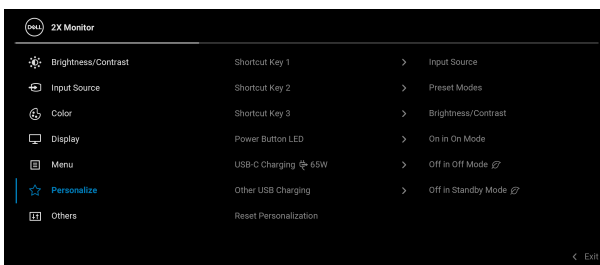 DELL 2X Monitor
Brightness/Contrast Shortcut Key 1 > Input Source
Input Source Shortcut Key 2 > Preset Modes
Color Shortcut Key 3 > Brightness/Contrast
Display Power Button LED > On in On Mode
Menu USB-C Charging 65W > Off in Off Mode
Personalize Other USB Charging > Off in Standby Mode
Others Reset Personalization
< Exit